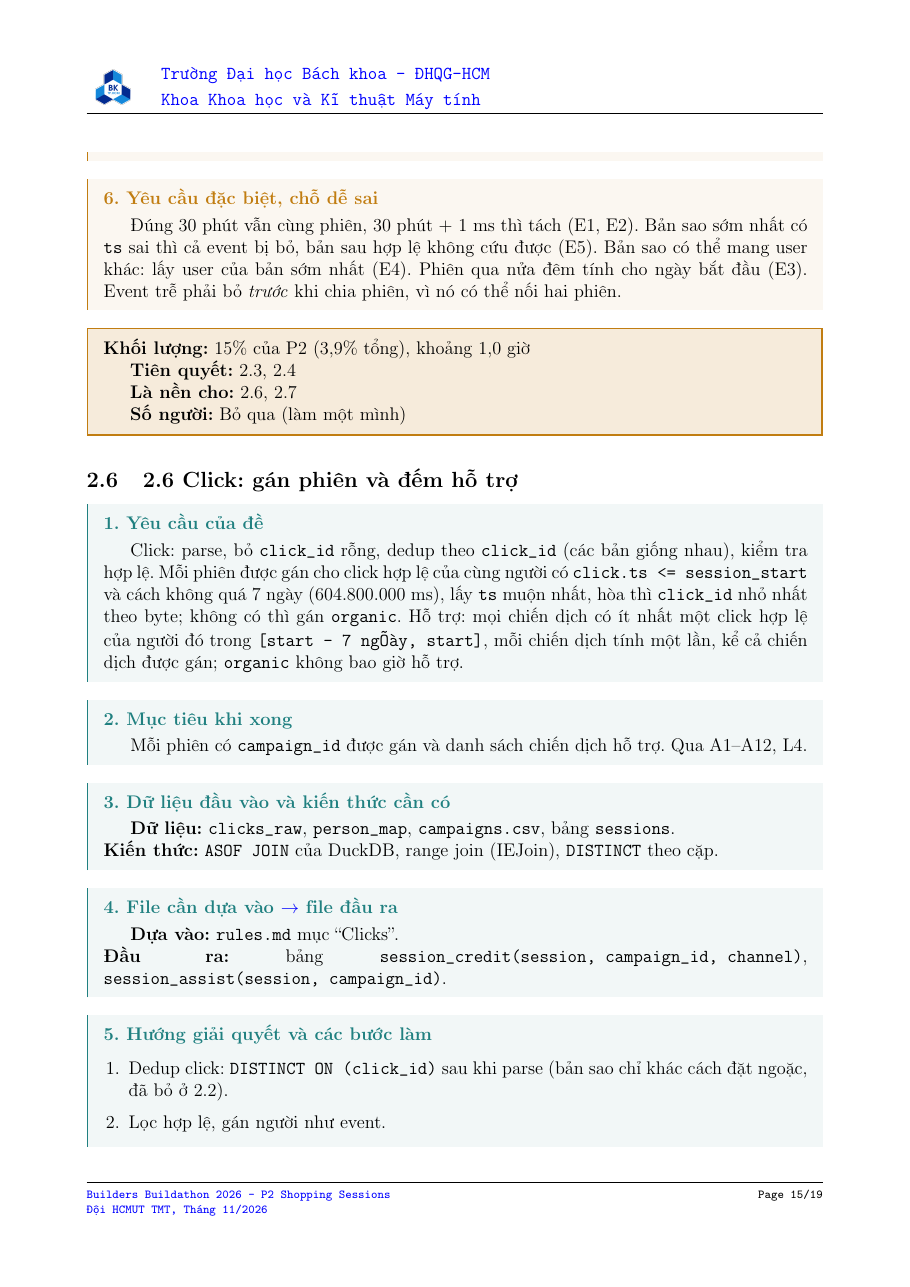 BK
Trường Đại học Bách khoa - ĐHQG-HCM
Khoa Khoa học và Kĩ thuật Máy tính
6. Yêu cầu đặc biệt, chỗ dễ sai
Đúng 30 phút vẫn cùng phiên, 30 phút + 1 ms thì tách (E1, E2). Bản sao sớm nhất có
ts sai thì cả event bị bỏ, bản sau hợp lệ không cứu được (E5). Bản sao có thể mang user
khác: lấy user của bản sớm nhất (E4). Phiên qua nửa đêm tính cho ngày bắt đầu (E3).
Event trễ phải bỏ trước khi chia phiên, vì nó có thể nối hai phiên.
Khối lượng: 15% của P2 (3,9% tổng), khoảng 1,0 giờ
Tiên quyết: 2.3, 2.4
Là nền cho: 2.6, 2.7
Số người: Bỏ qua (làm một mình)
2.6 2.6 Click: gán phiên và đếm hỗ trợ
1. Yêu cầu của đề
Click: parse, bỏ click_id rỗng, dedup theo click_id (các bản giống nhau), kiểm tra
hợp lệ. Mỗi phiên được gán cho click hợp lệ của cùng người có click.ts <= session_start
và cách không quá 7 ngày (604.800.000 ms), lấy ts muộn nhất, hòa thì click_id nhỏ nhất
theo byte; không có thì gán organic. Hỗ trợ: mọi chiến dịch có ít nhất một click hợp lệ
của người đó trong [start - 7 ngÕày, start], mỗi chiến dịch tính một lần, kể cả chiến
dịch được gán; organic không bao giờ hỗ trợ.
2. Mục tiêu khi xong
Mỗi phiên có campaign_id được gán và danh sách chiến dịch hỗ trợ. Qua A1–A12, L4.
3. Dữ liệu đầu vào và kiến thức cần có
Dữ liệu: clicks_raw, person_map, campaigns.csv, bảng sessions.
Kiến thức: ASOF JOIN của DuckDB, range join (IEJoin), DISTINCT theo cặp.
4. File cần dựa vào → file đầu ra
Dựa vào: rules.md mục “Clicks”.
Đầu ra: bảng session_credit(session, campaign_id, channel),
session_assist(session, campaign_id).
5. Hướng giải quyết và các bước làm
1. Dedup click: DISTINCT ON (click_id) sau khi parse (bản sao chỉ khác cách đặt ngoặc,
đã bỏ ở 2.2).
2. Lọc hợp lệ, gán người như event.
Builders Buildathon 2026 - P2 Shopping Sessions
Page 15/19
Đội HCMUT TMT, Tháng 11/2026